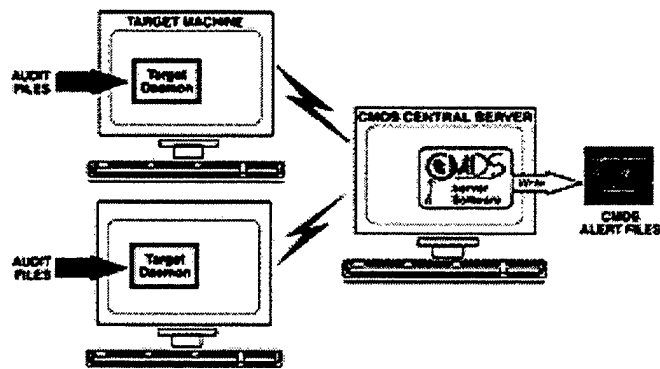 TARGET MACHINE
AUDIT
FILES
Target
Daemon
CMDS CENTRAL SERVER
CMDS
Server
Software
Write
CMDS
ALERT FILES
AUDIT
FILES
Target
Daemon